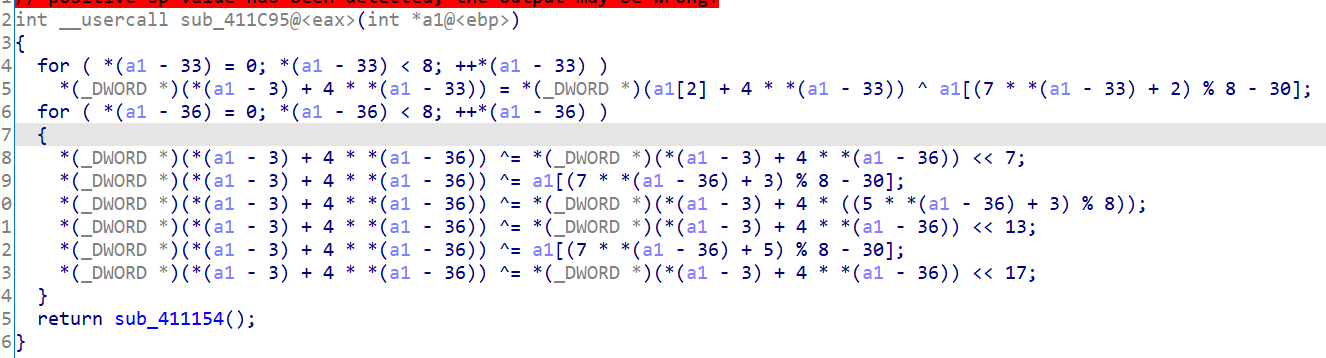 // positive sp value has been detected, the output may be wrong!
2 int __usercall sub_411C95@<eax>(int *a1@<ebp>)
3 {
4 for ( *(a1 - 33) = 0; *(a1 - 33) < 8; ++*(a1 - 33) )
5 *(_DWORD *)(*(a1 - 3) + 4 * *(a1 - 33)) = *(_DWORD *)(a1[2] + 4 * *(a1 - 33)) ^ a1[(7 * *(a1 - 33) + 2) % 8 - 30];
6 for ( *(a1 - 36) = 0; *(a1 - 36) < 8; ++*(a1 - 36) )
7 {
8 *(_DWORD *)(*(a1 - 3) + 4 * *(a1 - 36)) ^= *(_DWORD *)(*(a1 - 3) + 4 * *(a1 - 36)) << 7;
9 *(_DWORD *)(*(a1 - 3) + 4 * *(a1 - 36)) ^= a1[(7 * *(a1 - 36) + 3) % 8 - 30];
0 *(_DWORD *)(*(a1 - 3) + 4 * *(a1 - 36)) ^= *(_DWORD *)(*(a1 - 3) + 4 * ((5 * *(a1 - 36) + 3) % 8));
1 *(_DWORD *)(*(a1 - 3) + 4 * *(a1 - 36)) ^= *(_DWORD *)(*(a1 - 3) + 4 * *(a1 - 36)) << 13;
2 *(_DWORD *)(*(a1 - 3) + 4 * *(a1 - 36)) ^= a1[(7 * *(a1 - 36) + 5) % 8 - 30];
3 *(_DWORD *)(*(a1 - 3) + 4 * *(a1 - 36)) ^= *(_DWORD *)(*(a1 - 3) + 4 * *(a1 - 36)) << 17;
4 }
5 return sub_411154();
6 }